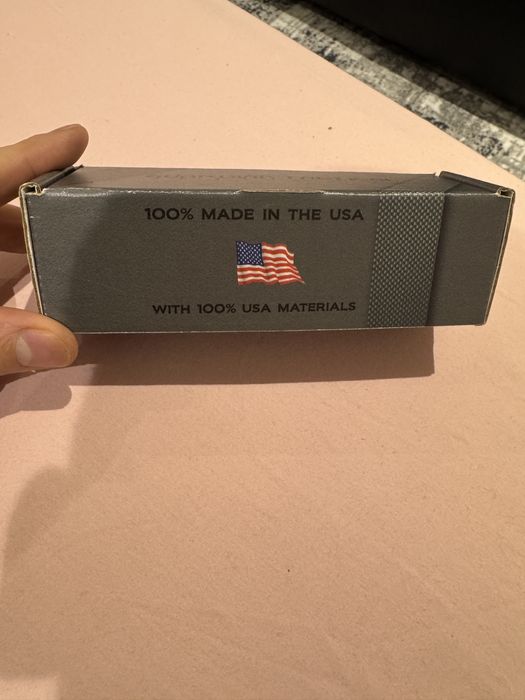 100% MADE IN THE USA
WITH 100% USA MATERIALS